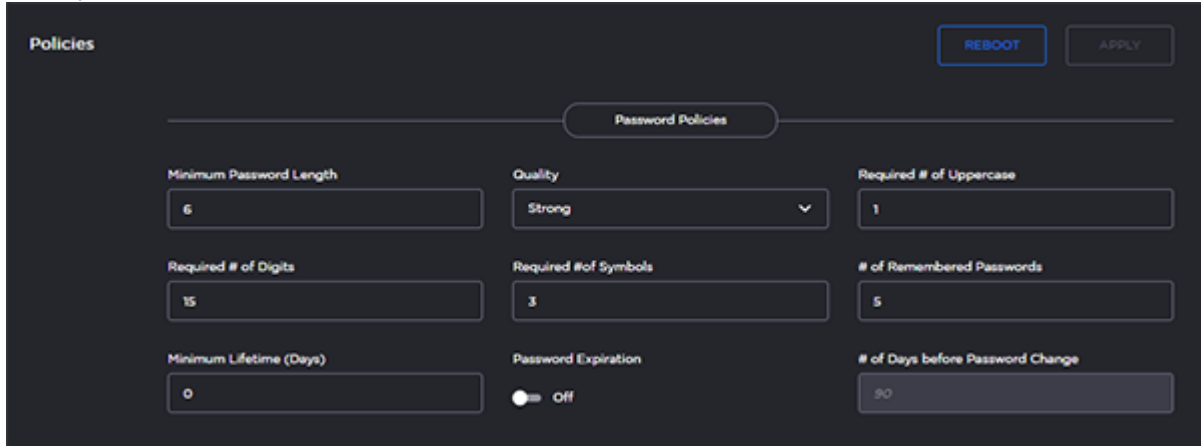 Policies
REBOOT
APPLY
Password Policies
Minimum Password Length
Quality
Required # of Uppercase
6
Strong
1
Required # of Digits
Required #of Symbols
# of Remembered Passwords
15
3
5
Minimum Lifetime (Days)
Password Expiration
# of Days before Password Change
0
Off
90